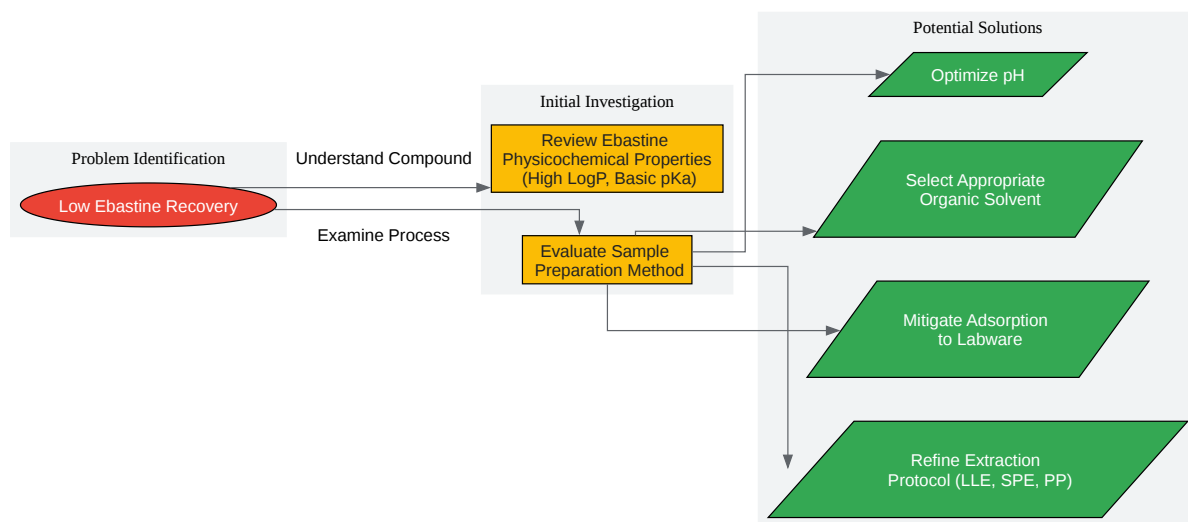 Problem Identification
Low Ebastine Recovery
Understand Compound
Examine Process
Initial Investigation
Review Ebastine
Physicochemical Properties
(High LogP, Basic pKa)
Evaluate Sample
Preparation Method
Potential Solutions
Optimize pH
Select Appropriate
Organic Solvent
Mitigate Adsorption
to Labware
Refine Extraction
Protocol (LLE, SPE, PP)